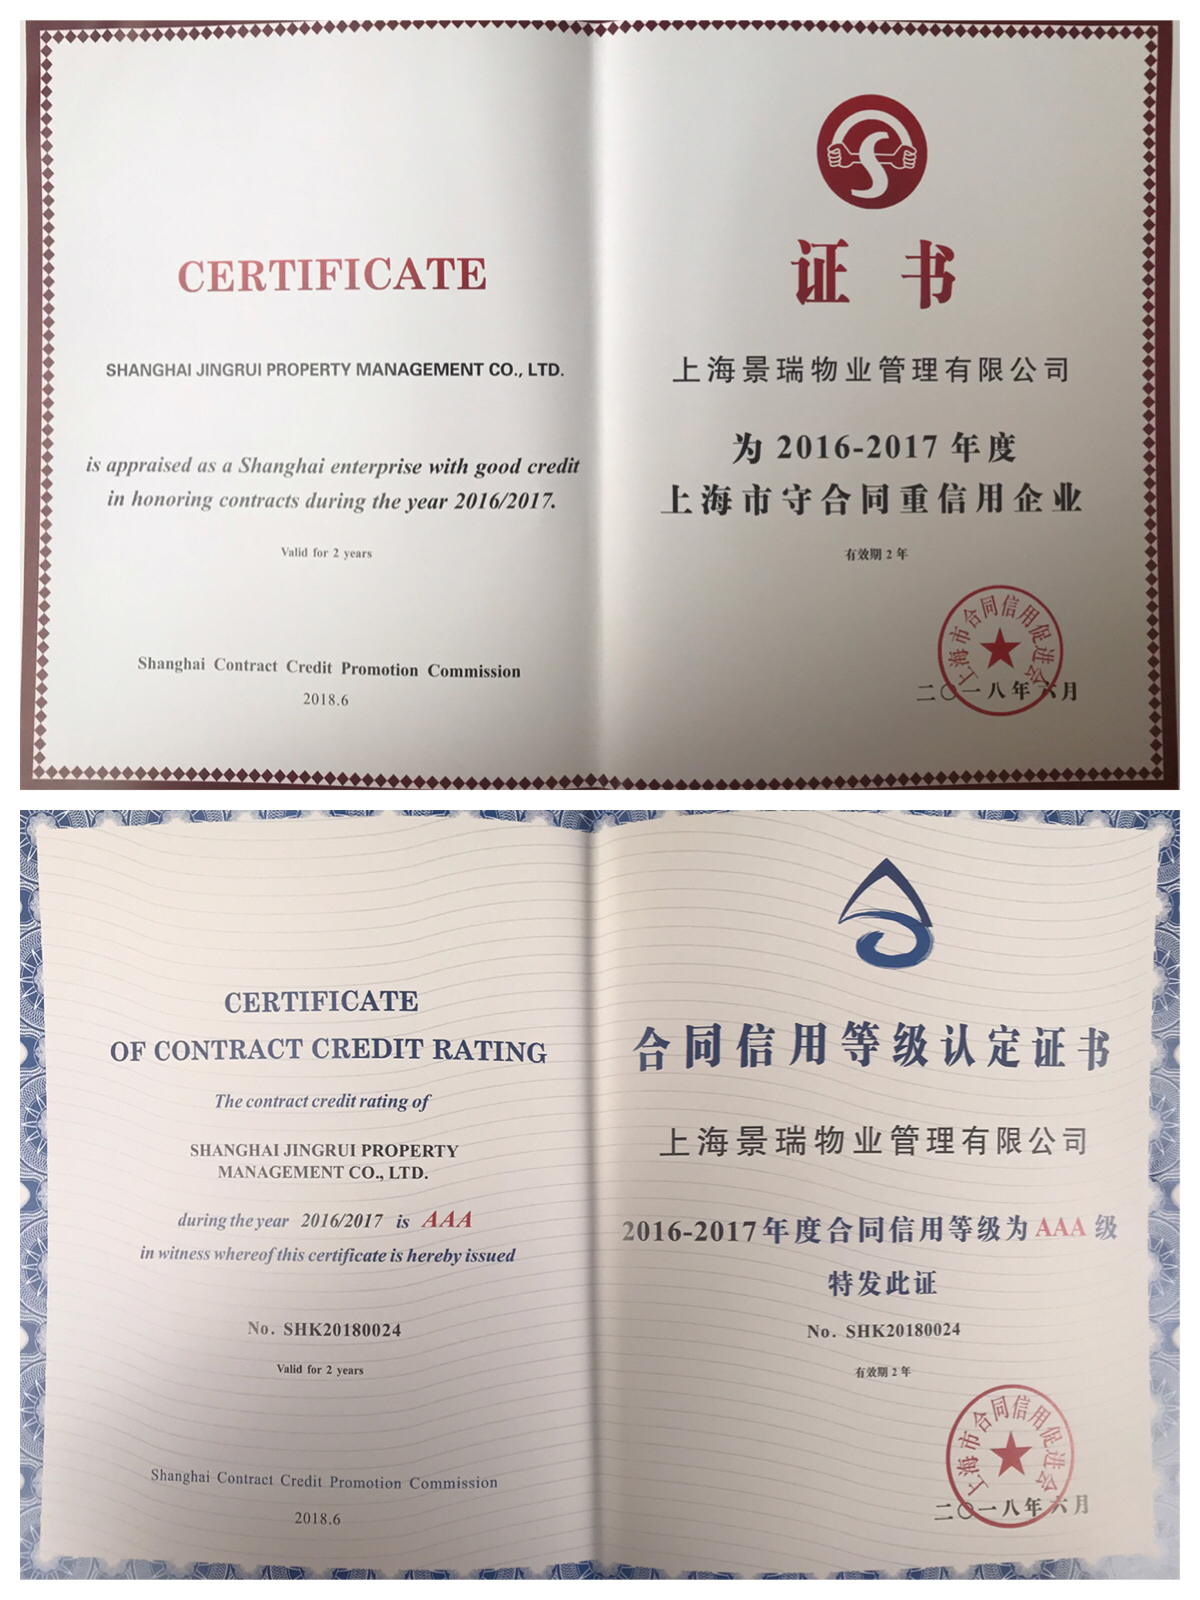 CERTIFICATE
SHANGHAI JINGRUI PROPERTY MANAGEMENT CO., LTD.
is appraised as a Shanghai enterprise with good credit
in honoring contracts during the year 2016/2017.
Valid for 2 years
Shanghai Contract Credit Promotion Commission
2018.6
证书
上海景瑞物业管理有限公司
为 2016-2017 年度
上海市守合同重信用企业
有效期 2 年
上海市合同信用促进会
二〇一八年六月
CERTIFICATE
OF CONTRACT CREDIT RATING
The contract credit rating of
SHANGHAI JINGRUI PROPERTY
MANAGEMENT CO., LTD.
during the year 2016/2017 is AAA
in witness whereof this certificate is hereby issued
No. SHK20180024
Valid for 2 years
Shanghai Contract Credit Promotion Commission
2018.6
合同信用等级认定证书
上海景瑞物业管理有限公司
2016-2017年度合同信用等级为 AAA 级
特发此证
No. SHK20180024
有效期 2 年
上海市合同信用促进会
二〇一八年六月